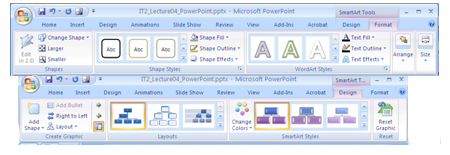 IT2_Lecture04_PowerPoint.pptx - Microsoft PowerPoint SmartArt Tools
Home Insert Design Animations Slide Show Review View Add-Ins Acrobat Design Format
Edit in 2-D Change Shape Larger Smaller Abc Abc Abc Shape Fill Shape Outline Shape Effects A A A Text Fill Text Outline Text Effects Arrange Size
Shapes Shape Styles WordArt Styles
IT2_Lecture04_PowerPoint.pptx - Microsoft PowerPoint SmartArt T...
Home Insert Design Animations Slide Show Review View Add-Ins Acrobat Design Format
Add Shape Add Bullet Right to Left Layout Change Colors Reset Graphic
Create Graphic Layouts SmartArt Styles Reset